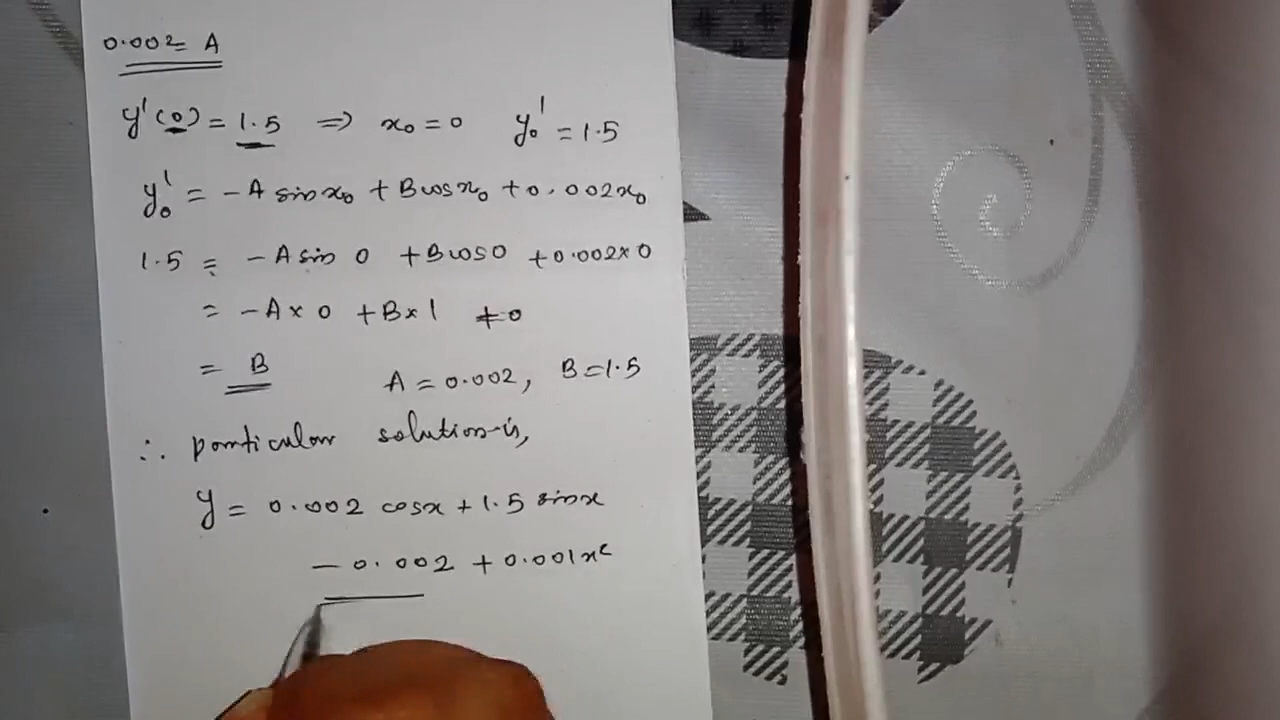 0.002 = A
y'(0) = 1.5 ⇒ x₀ = 0 y₀' = 1.5
y₀' = -A sin x₀ + B cos x₀ + 0.002x₀
1.5 = -A sin 0 + B cos 0 + 0.002×0
= -A×0 + B×1 + 0
= B A = 0.002, B = 1.5
∴ particular solution is,
y = 0.002 cosx + 1.5 sinx
- 0.002 + 0.001x²